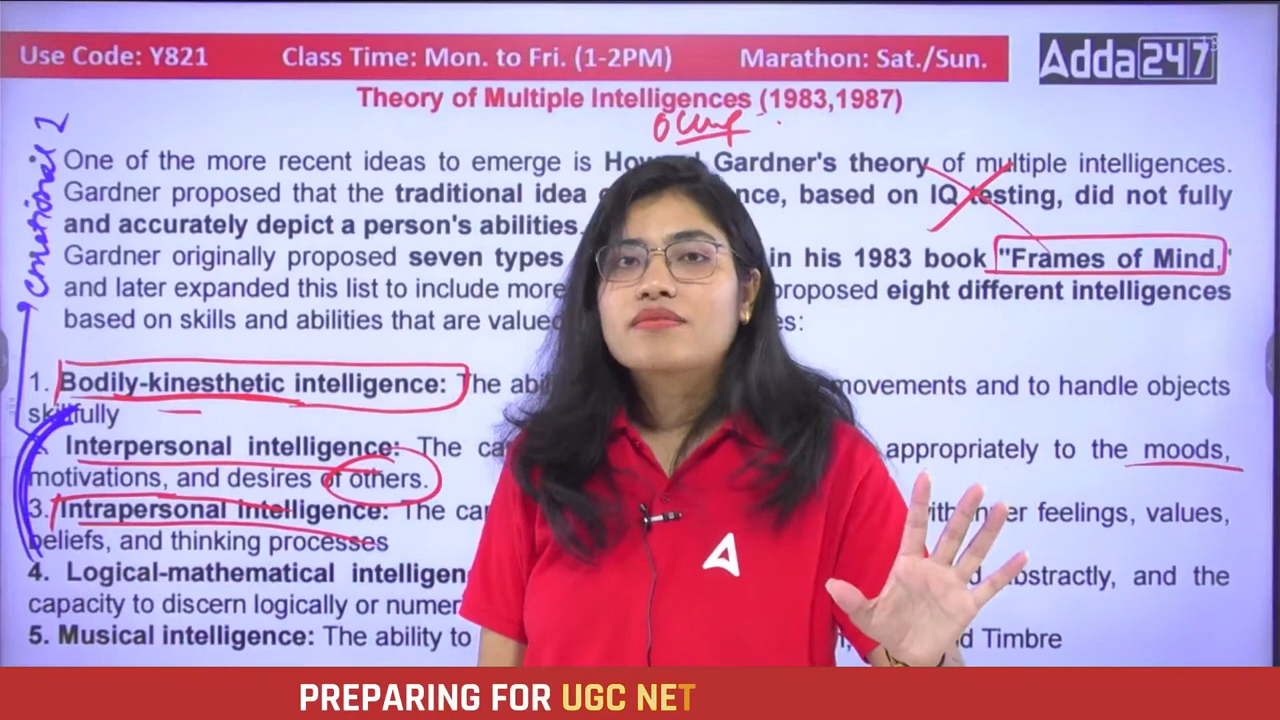 Use Code: Y821 Class Time: Mon. to Fri. (1-2PM) Marathon: Sat./Sun.
Adda247
Theory of Multiple Intelligences (1983,1987)
One of the more recent ideas to emerge is Gardner's theory of multiple intelligences.
Gardner proposed that the traditional idea based on IQ testing, did not fully
and accurately depict a person's abilities.
Gardner originally proposed seven types in his 1983 book "Frames of Mind,"
and later expanded this list to include more proposed eight different intelligences
based on skills and abilities that are
emotional
1. Bodily-kinesthetic intelligence: The movements and to handle objects
skillfully
Interpersonal intelligence: The appropriately to the moods,
motivations, and desires of others.
3. Intrapersonal intelligence: The feelings, values,
beliefs, and thinking processes
4. Logical-mathematical abstractly, and the
capacity to discern logically or
5. Musical intelligence: The ability to Timbre
PREPARING FOR UGC NET